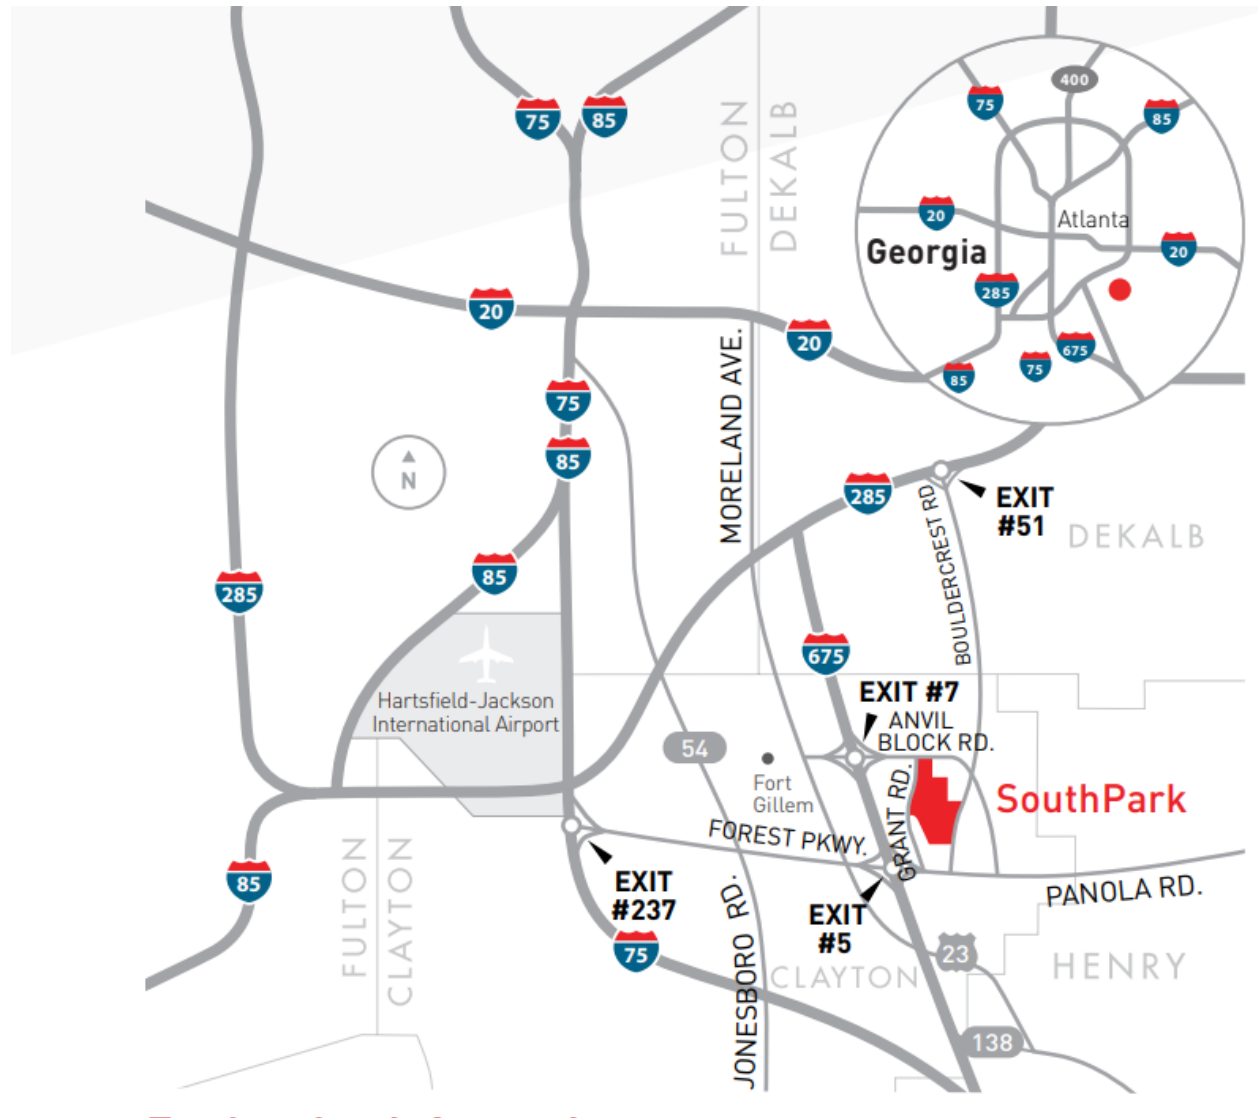 400
75
85
75
85
FULTON
DEKALB
20
Atlanta
20
Georgia
285
20
20
675
75
85
MORELAND AVE.
75
85
N
285
EXIT
#51
BOULDERCREST RD
DEKALB
85
285
675
EXIT #7
Hartsfield-Jackson
International Airport
ANVIL
BLOCK RD.
54
Fort
Gillem
GRANT RD.
SouthPark
FOREST PKWY.
85
EXIT
#237
FULTON
CLAYTON
JONESBORO RD.
EXIT
#5
PANOLA RD.
75
23
CLAYTON
HENRY
138